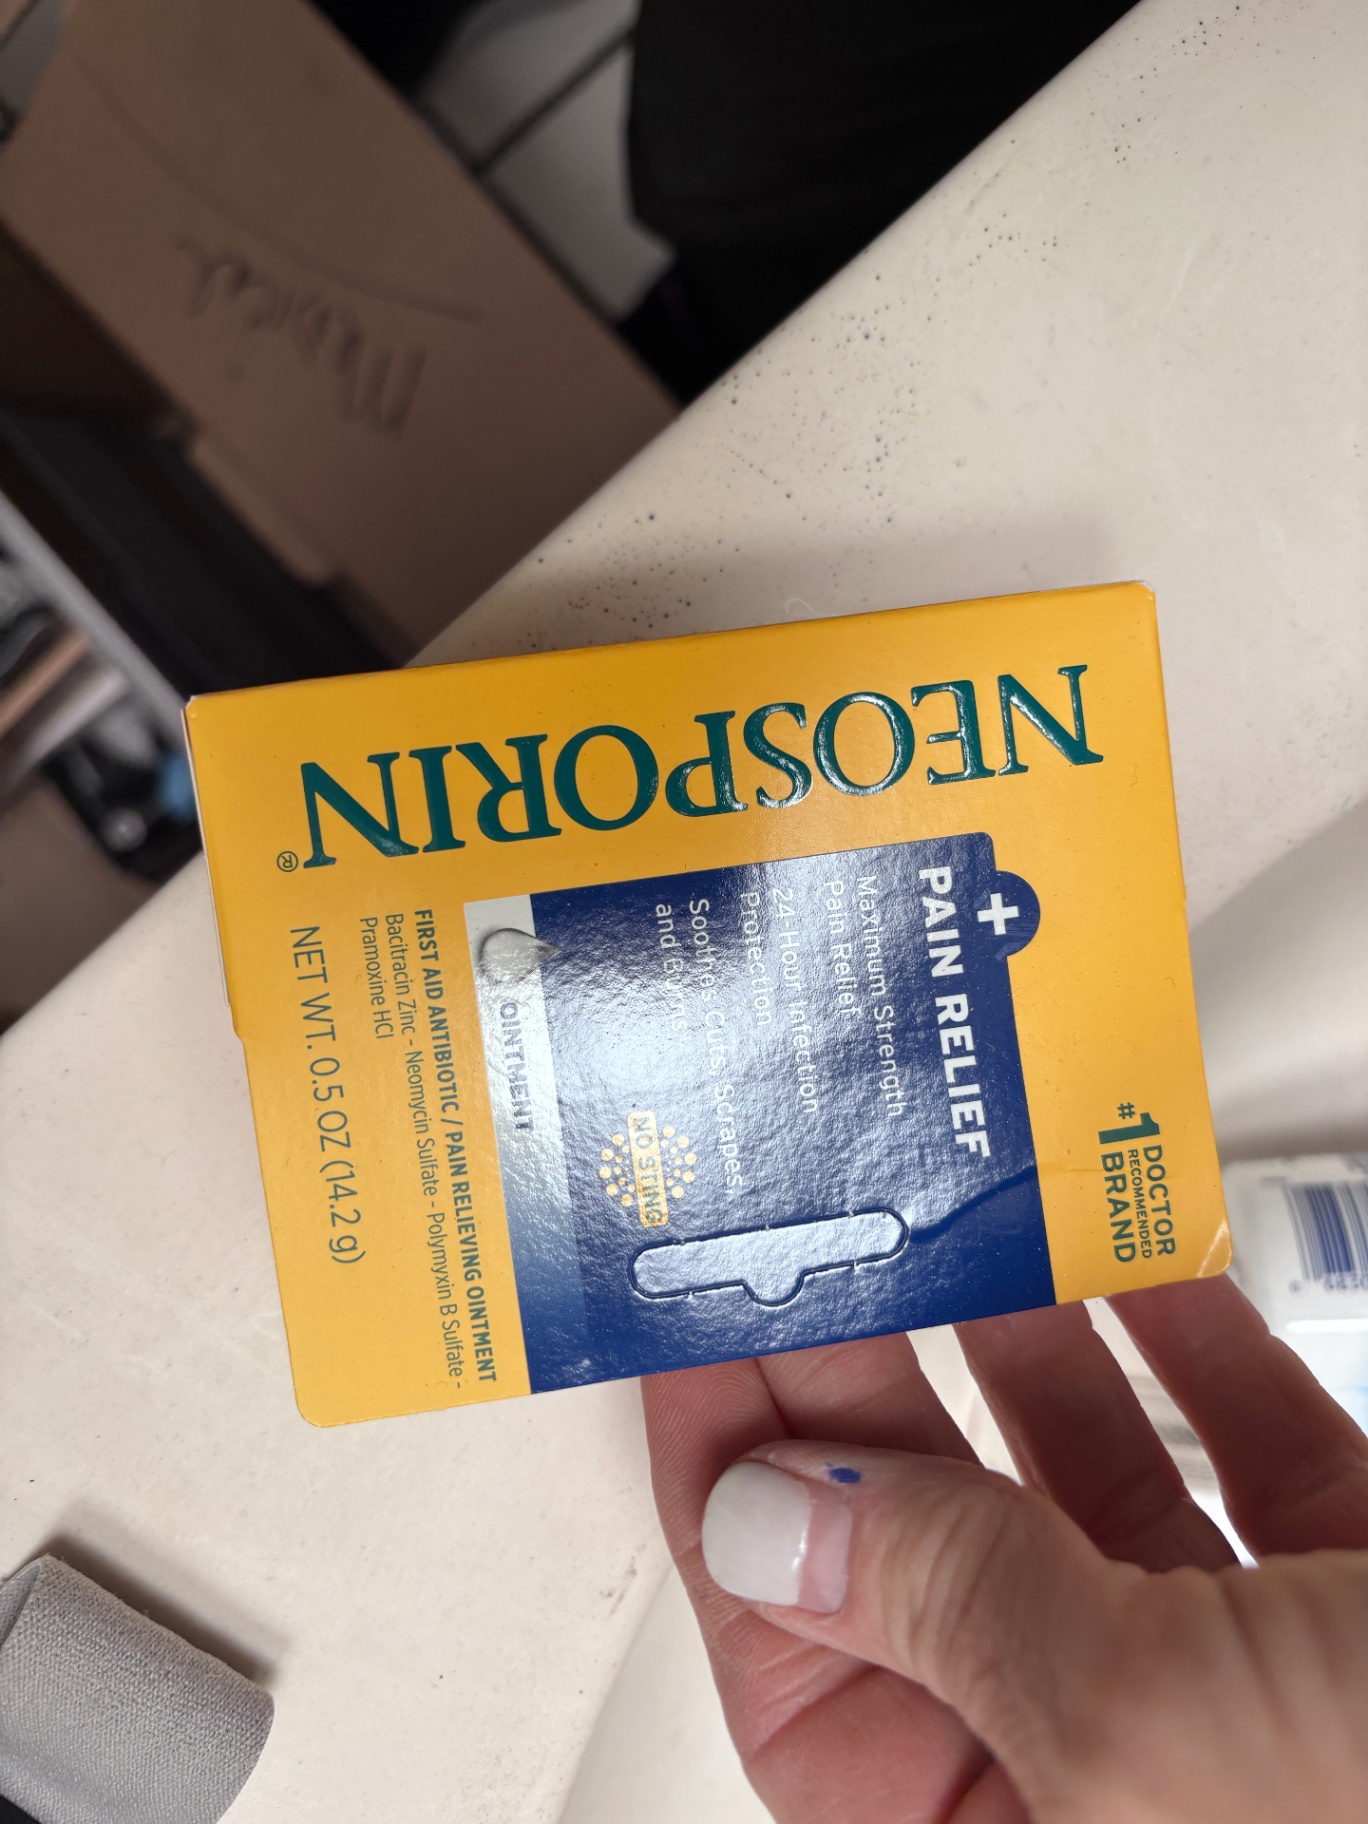 NEOSPORIN®
+
PAIN RELIEF
Maximum Strength
Pain Relief
24-Hour Infection
Protection
Soothes Cuts, Scrapes,
and Burns
NO STING
OINTMENT
#1 DOCTOR
RECOMMENDED
BRAND
FIRST AID ANTIBIOTIC / PAIN RELIEVING OINTMENT
Bacitracin Zinc - Neomycin Sulfate - Polymyxin B Sulfate -
Pramoxine HCl
NET WT. 0.5 OZ (14.2 g)
Medical